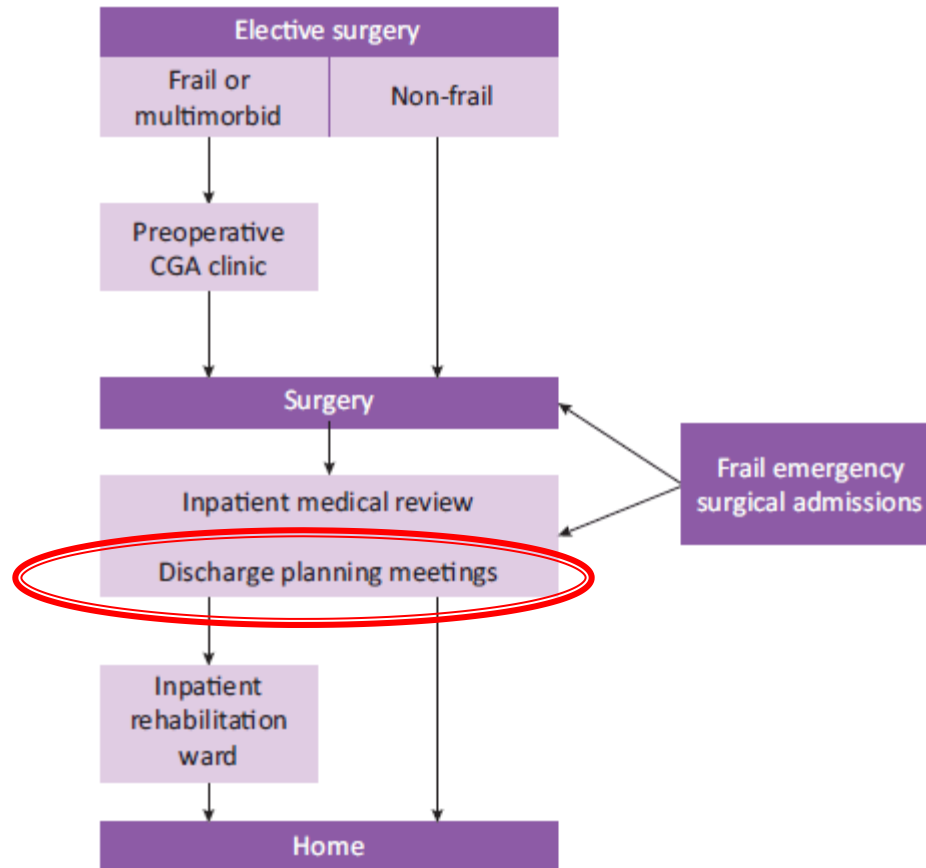 Elective surgery
Frail or
multimorbid
Non-frail
Preoperative
CGA clinic
Surgery
Frail emergency
surgical admissions
Inpatient medical review
Discharge planning meetings
Inpatient
rehabilitation
ward
Home